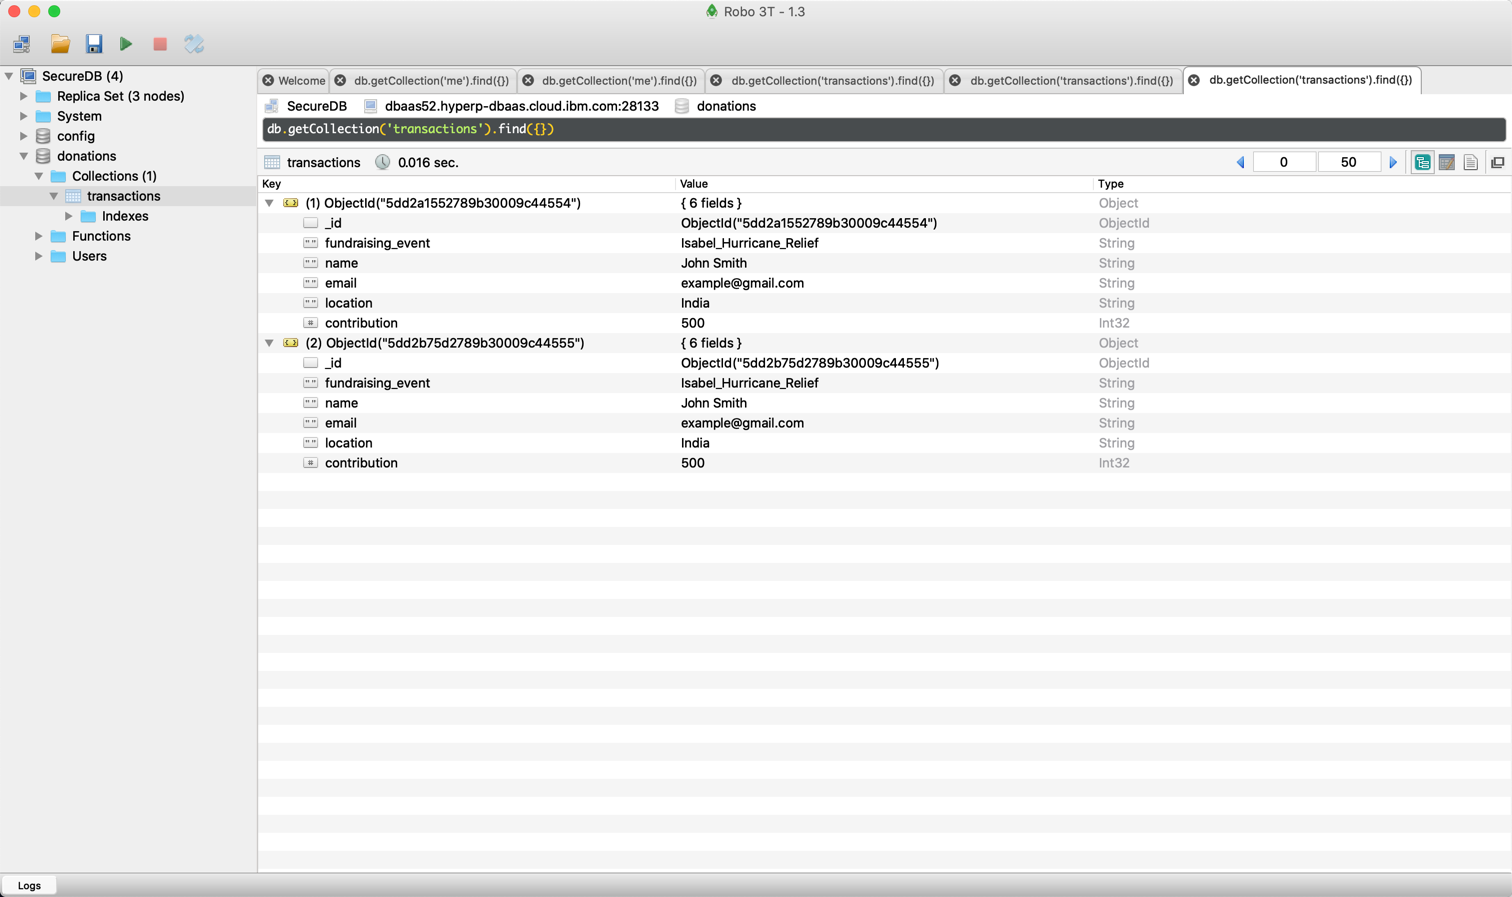 Robo 3T - 1.3
SecureDB (4)
Replica Set (3 nodes)
System
config
donations
Collections (1)
transactions
Indexes
Functions
Users
Welcome db.getCollection('me').find({}) db.getCollection('me').find({}) db.getCollection('transactions').find({}) db.getCollection('transactions').find({}) db.getCollection('transactions').find({})
SecureDB dbaas52.hyperp-dbaas.cloud.ibm.com:28133 donations
db.getCollection('transactions').find({})
transactions 0.016 sec. 0 50
Key Value Type
(1) ObjectId("5dd2a1552789b30009c44554") { 6 fields } Object
_id ObjectId("5dd2a1552789b30009c44554") ObjectId
fundraising_event Isabel_Hurricane_Relief String
name John Smith String
email example@gmail.com String
location India String
contribution 500 Int32
(2) ObjectId("5dd2b75d2789b30009c44555") { 6 fields } Object
_id ObjectId("5dd2b75d2789b30009c44555") ObjectId
fundraising_event Isabel_Hurricane_Relief String
name John Smith String
email example@gmail.com String
location India String
contribution 500 Int32
Logs